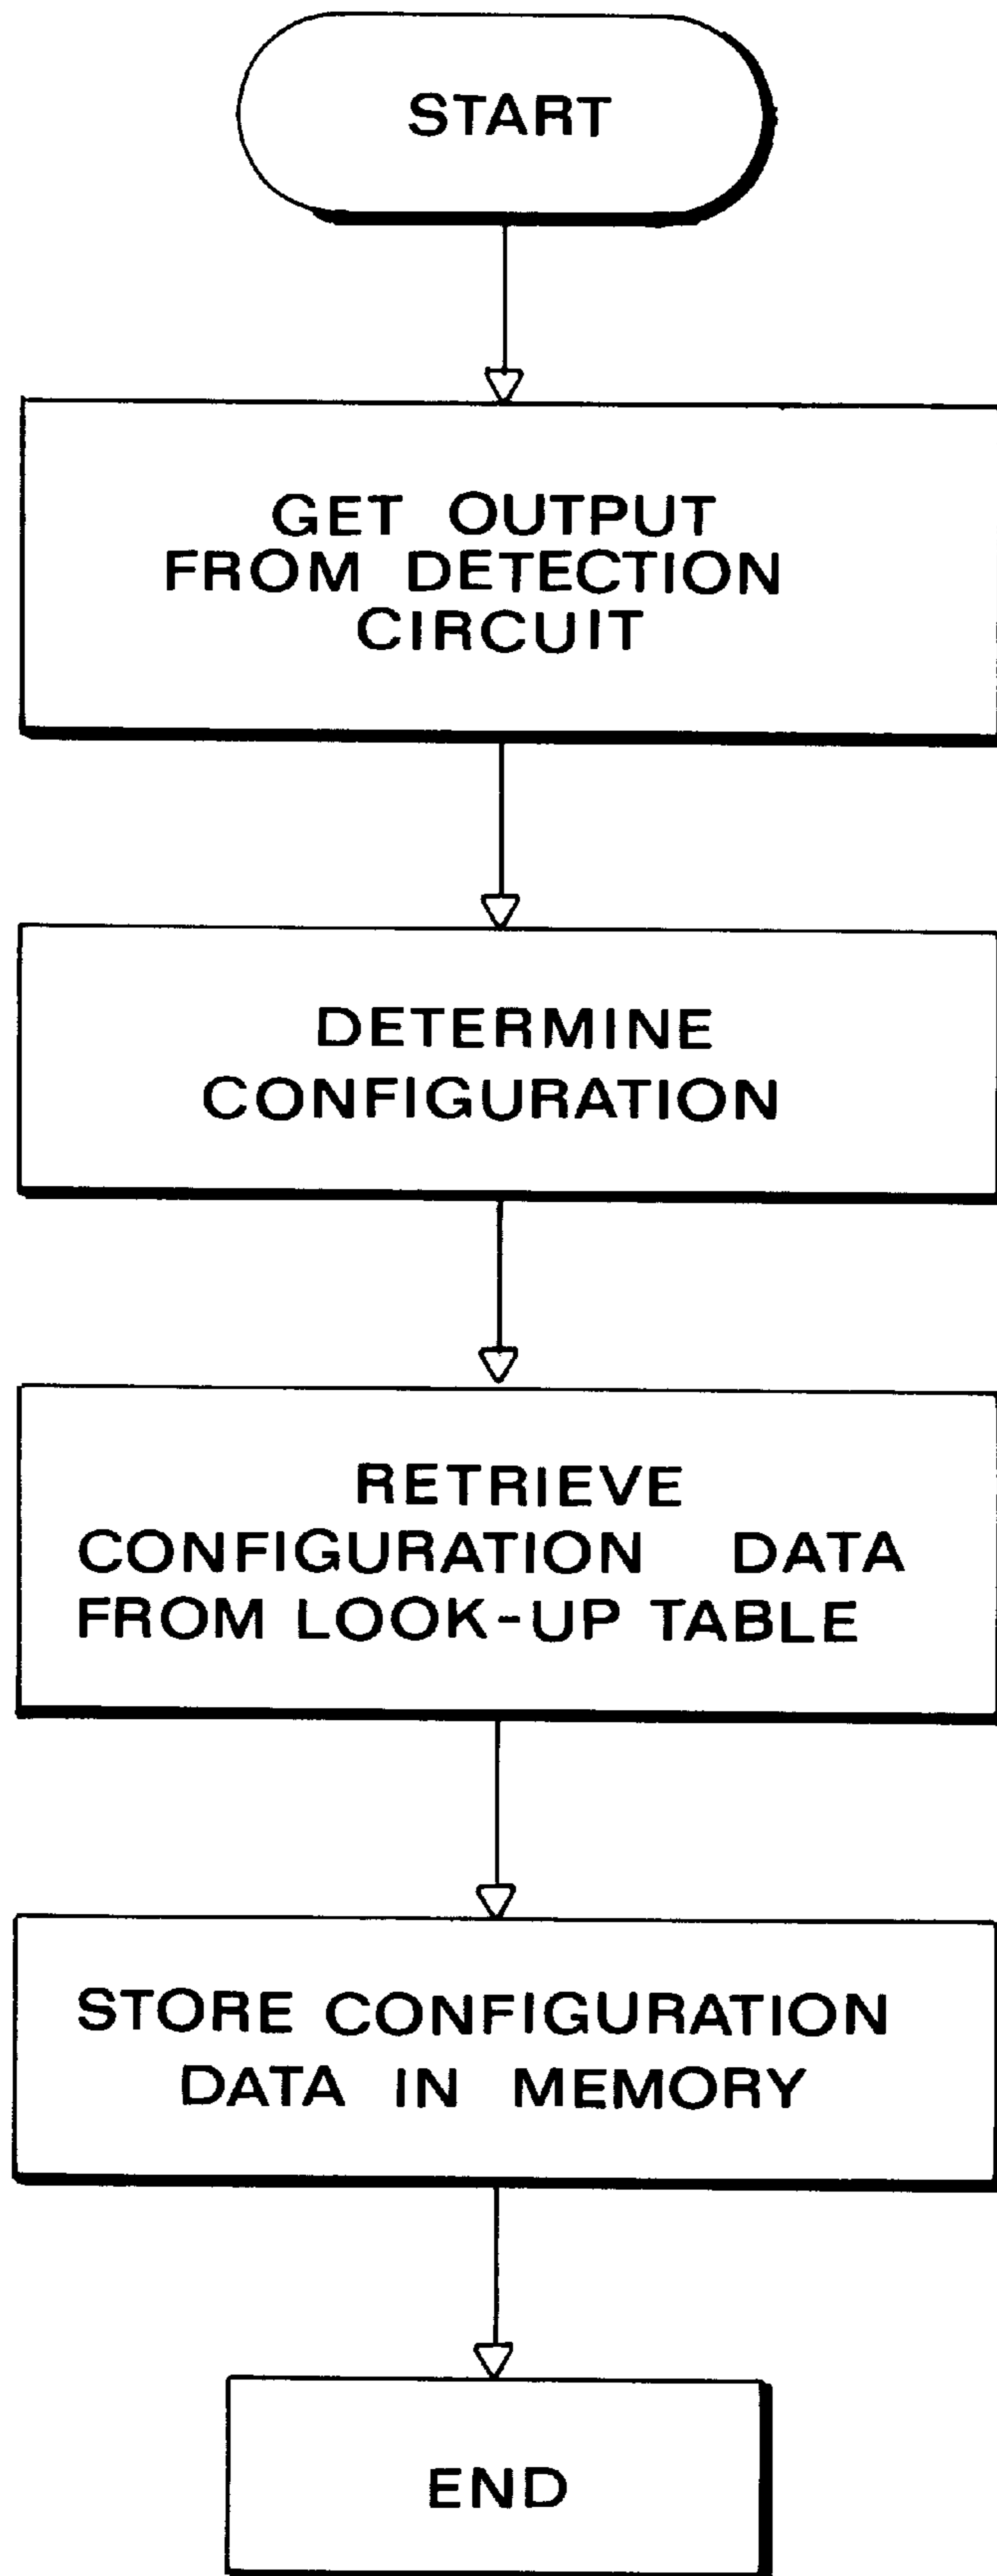 START
GET OUTPUT
FROM DETECTION
CIRCUIT
DETERMINE
CONFIGURATION
RETRIEVE
CONFIGURATION DATA
FROM LOOK-UP TABLE
STORE CONFIGURATION
DATA IN MEMORY
END